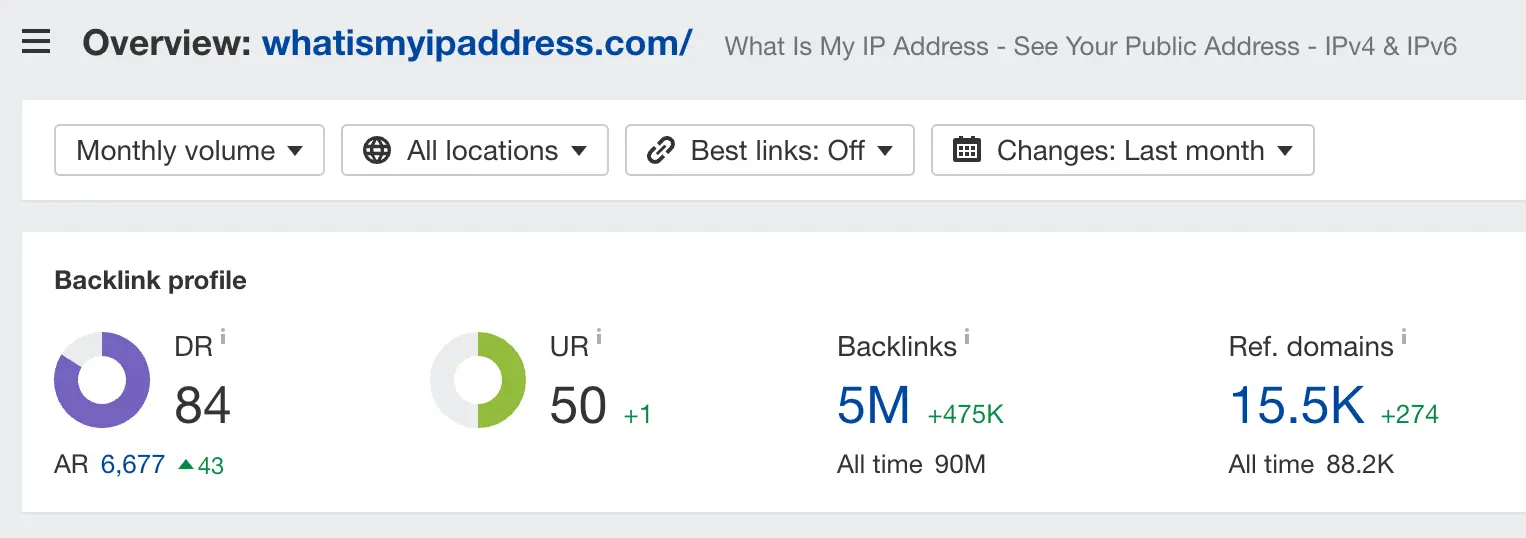 Overview: whatismyipaddress.com/ What Is My IP Address - See Your Public Address - IPv4 & IPv6
Monthly volume All locations Best links: Off Changes: Last month
Backlink profile
DR i UR i Backlinks i Ref. domains i
84 50 +1 5M +475K 15.5K +274
AR 6,677 43 All time 90M All time 88.2K